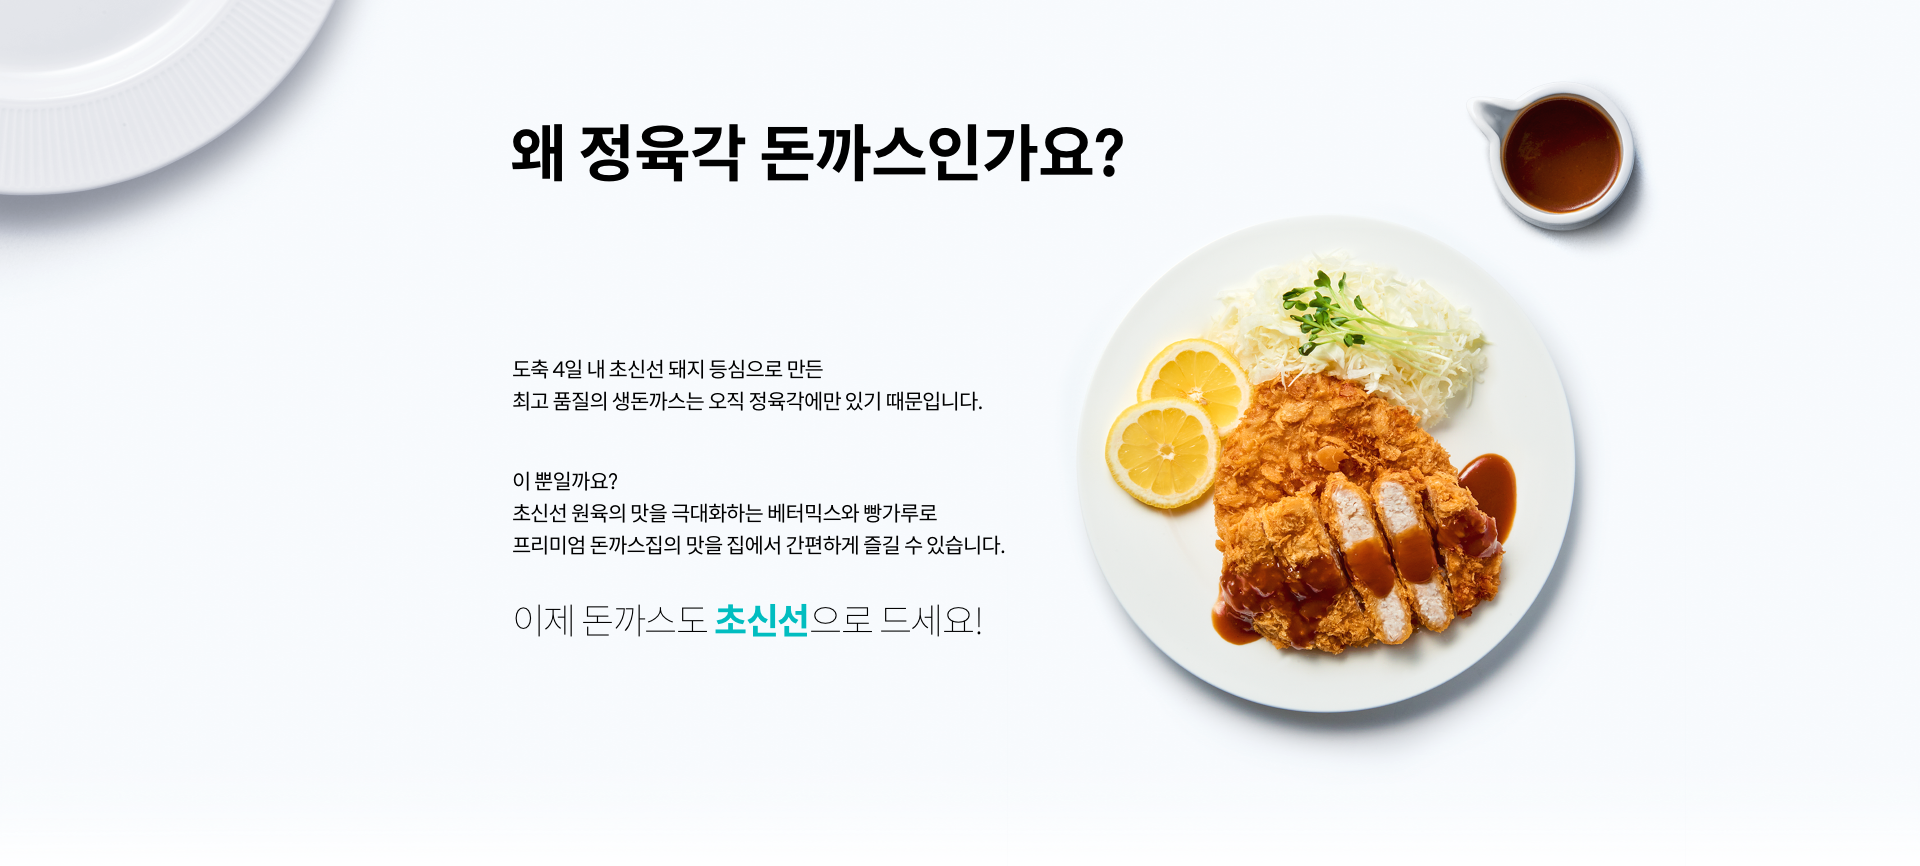 왜 정육각 돈까스인가요?
도축 4일 내 초신선 돼지 등심으로 만든
최고 품질의 생돈까스는 오직 정육각에만 있기 때문입니다.
이 뿐일까요?
초신선 원육의 맛을 극대화하는 베터믹스와 빵가루로
프리미엄 돈까스집의 맛을 집에서 간편하게 즐길 수 있습니다.
이제 돈까스도 초신선으로 드세요!